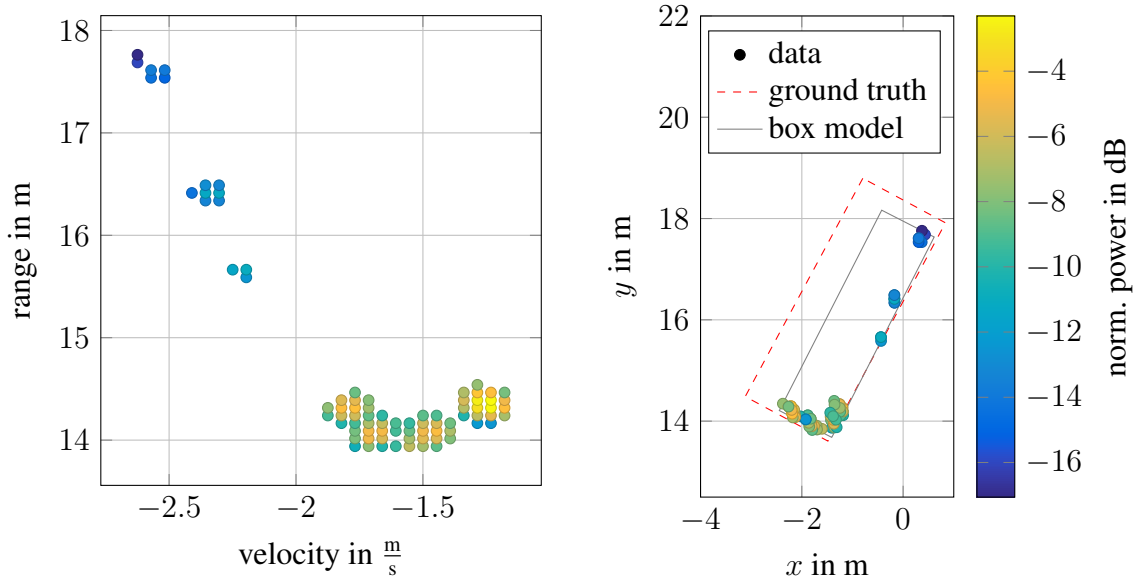 18
17
16
15
14
−2.5
−2
−1.5
range in m
velocity in m/s
22
20
18
16
14
−4
−2
0
y in m
x in m
data
ground truth
box model
−4
−6
−8
−10
−12
−14
−16
norm. power in dB